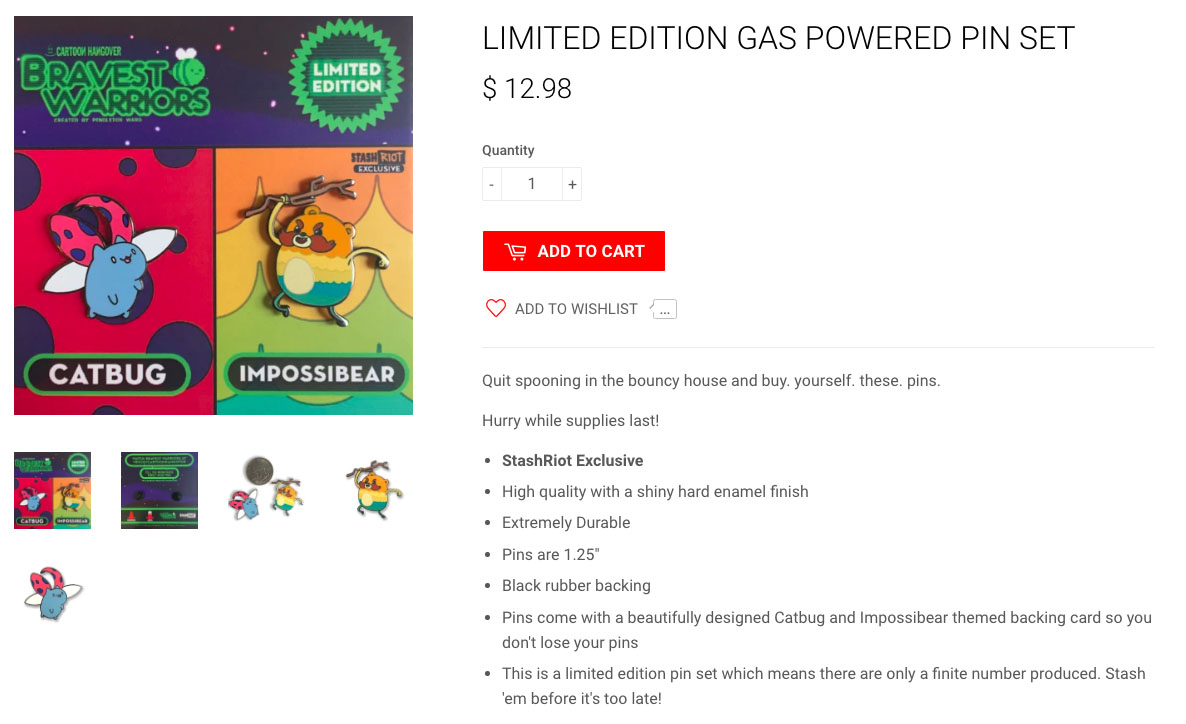 CARTOON HANGOVER
BRAVEST
WARRIORS
CREATED BY PENDLETON WARD
LIMITED
EDITION
STASH RIOT
EXCLUSIVE
CATBUG
IMPOSSIBEAR
LIMITED EDITION GAS POWERED PIN SET
$ 12.98
Quantity
- 1 +
ADD TO CART
ADD TO WISHLIST ...
Quit spooning in the bouncy house and buy. yourself. these. pins.
Hurry while supplies last!
StashRiot Exclusive
High quality with a shiny hard enamel finish
Extremely Durable
Pins are 1.25"
Black rubber backing
Pins come with a beautifully designed Catbug and Impossibear themed backing card so you
don't lose your pins
This is a limited edition pin set which means there are only a finite number produced. Stash
'em before it's too late!